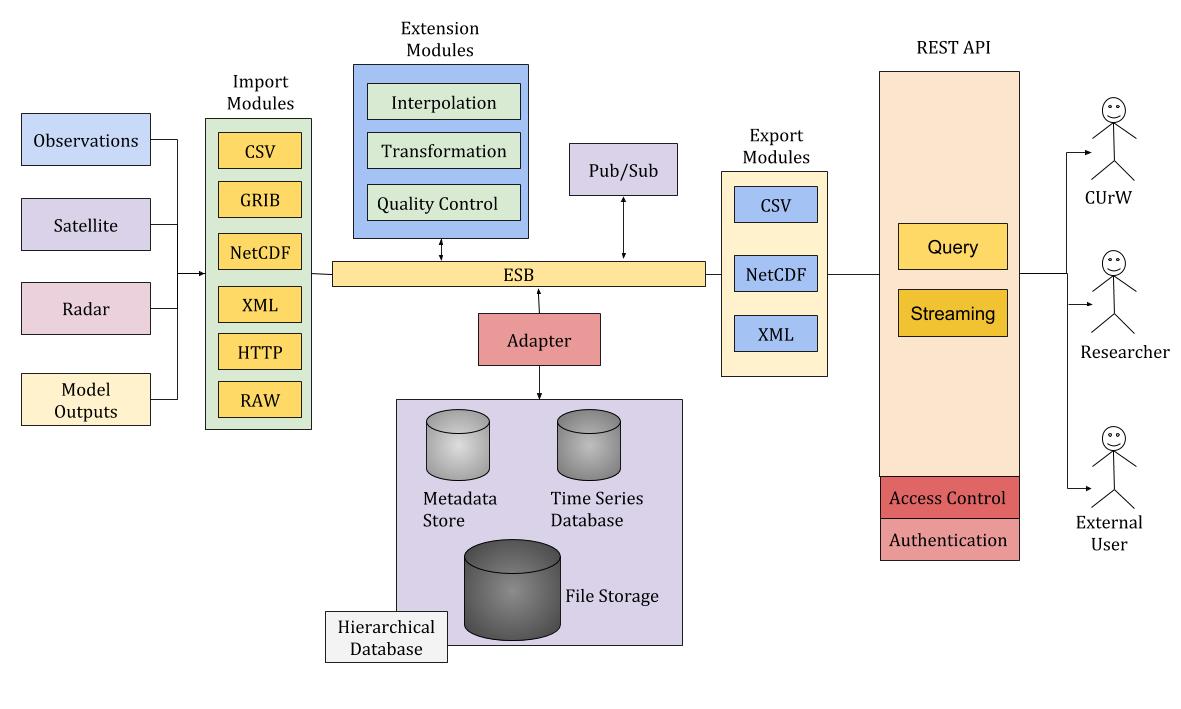 Observations
Satellite
Radar
Model
Outputs
Import
Modules
CSV
GRIB
NetCDF
XML
HTTP
RAW
Extension
Modules
Interpolation
Transformation
Quality Control
Pub/Sub
ESB
Adapter
Metadata
Store
Time Series
Database
File Storage
Hierarchical
Database
Export
Modules
CSV
NetCDF
XML
REST API
Query
Streaming
Access Control
Authentication
CUrW
Researcher
External
User